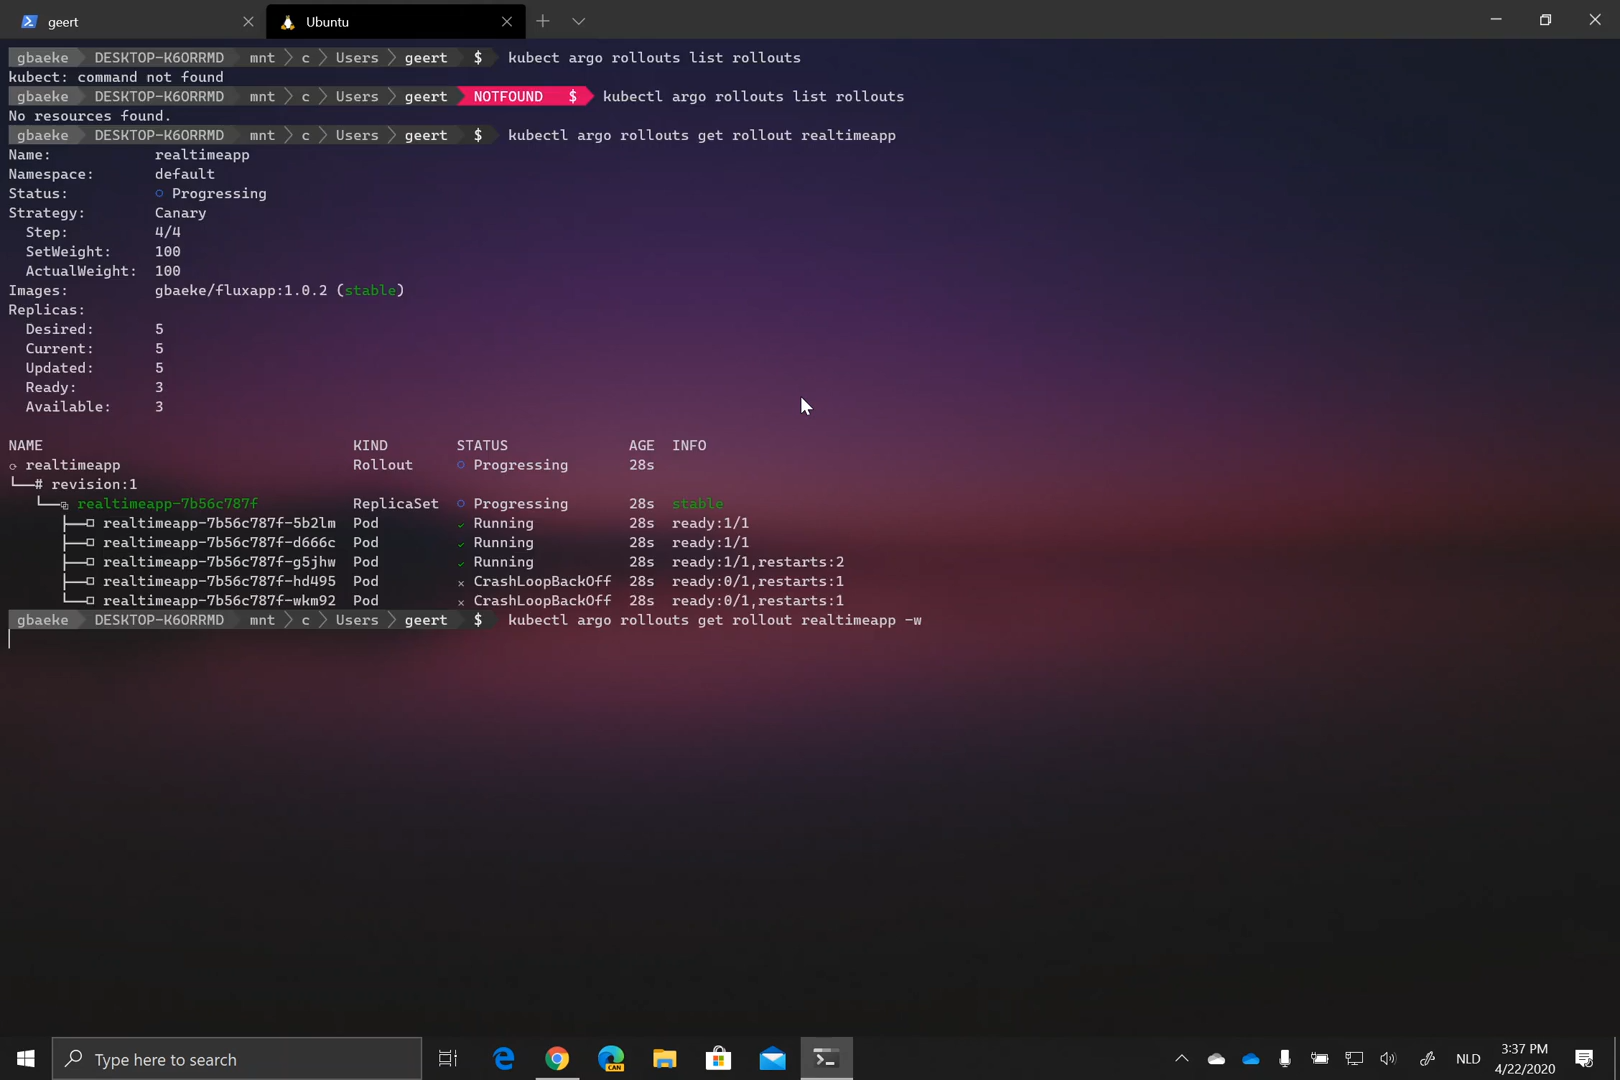 geert
Ubuntu
gbaeke DESKTOP-K6ORRMD mnt c Users geert $ kubect argo rollouts list rollouts
kubect: command not found
gbaeke DESKTOP-K6ORRMD mnt c Users geert NOTFOUND $ kubectl argo rollouts list rollouts
No resources found.
gbaeke DESKTOP-K6ORRMD mnt c Users geert $ kubectl argo rollouts get rollout realtimeapp
Name: realtimeapp
Namespace: default
Status: Progressing
Strategy: Canary
Step: 4/4
SetWeight: 100
ActualWeight: 100
Images: gbaeke/fluxapp:1.0.2 (stable)
Replicas:
Desired: 5
Current: 5
Updated: 5
Ready: 3
Available: 3
NAME KIND STATUS AGE INFO
realtimeapp Rollout Progressing 28s
# revision:1
realtimeapp-7b56c787f ReplicaSet Progressing 28s stable
realtimeapp-7b56c787f-5b2lm Pod ✓ Running 28s ready:1/1
realtimeapp-7b56c787f-d666c Pod ✓ Running 28s ready:1/1
realtimeapp-7b56c787f-g5jhw Pod ✓ Running 28s ready:1/1,restarts:2
realtimeapp-7b56c787f-hd495 Pod × CrashLoopBackOff 28s ready:0/1,restarts:1
realtimeapp-7b56c787f-wkm92 Pod × CrashLoopBackOff 28s ready:0/1,restarts:1
gbaeke DESKTOP-K6ORRMD mnt c Users geert $ kubectl argo rollouts get rollout realtimeapp -w
Type here to search
CAN
NLD
3:37 PM
4/22/2020